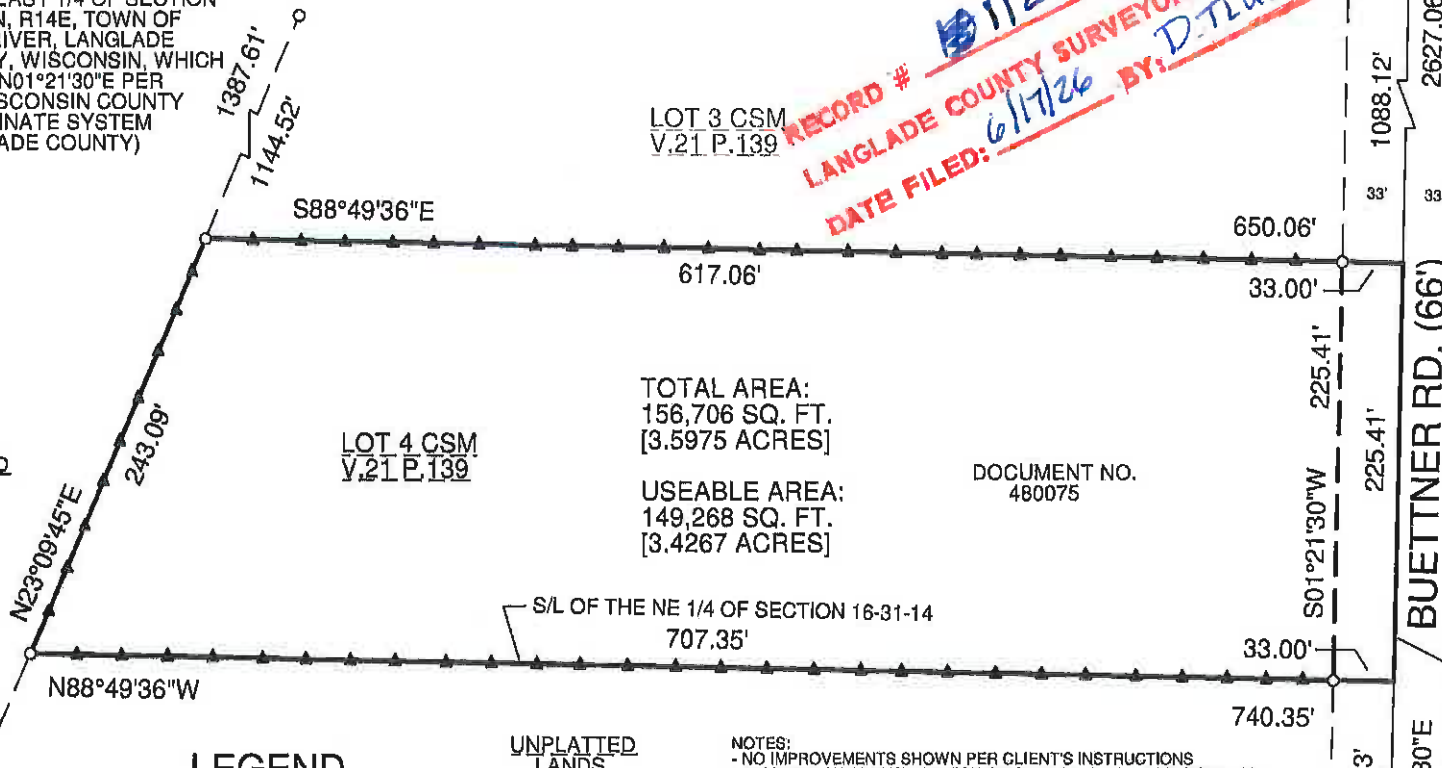 R14E, TOWN OF
LANGLADE
WISCONSIN, WHICH
N01°21'30"E PER
COUNTY
SYSTEM
COUNTY)
1387.61'
1144.52'
LOT 3 CSM
V.21 P.139
RECORD #
LANGLADE COUNTY SURVEYOR
DATE FILED: 6/17/26 BY:
2627.06
1088.12'
33'
33
S88°49'36"E
650.06'
617.06'
33.00'
243.09'
N23°09'45"E
LOT 4 CSM
V.21 P.139
TOTAL AREA:
156,706 SQ. FT.
[3.5975 ACRES]
USEABLE AREA:
149,268 SQ. FT.
[3.4267 ACRES]
DOCUMENT NO.
480075
225.41'
S01°21'30"W
225.41'
BUETTNER RD. (66')
S/L OF THE NE 1/4 OF SECTION 16-31-14
707.35'
33.00'
N88°49'36"W
740.35'
LEGEND
UNPLATTED
LANDS
NOTES:
- NO IMPROVEMENTS SHOWN PER CLIENT'S INSTRUCTIONS
3'
30"E